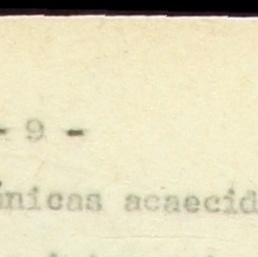 - 9 -
ínicas acaecid